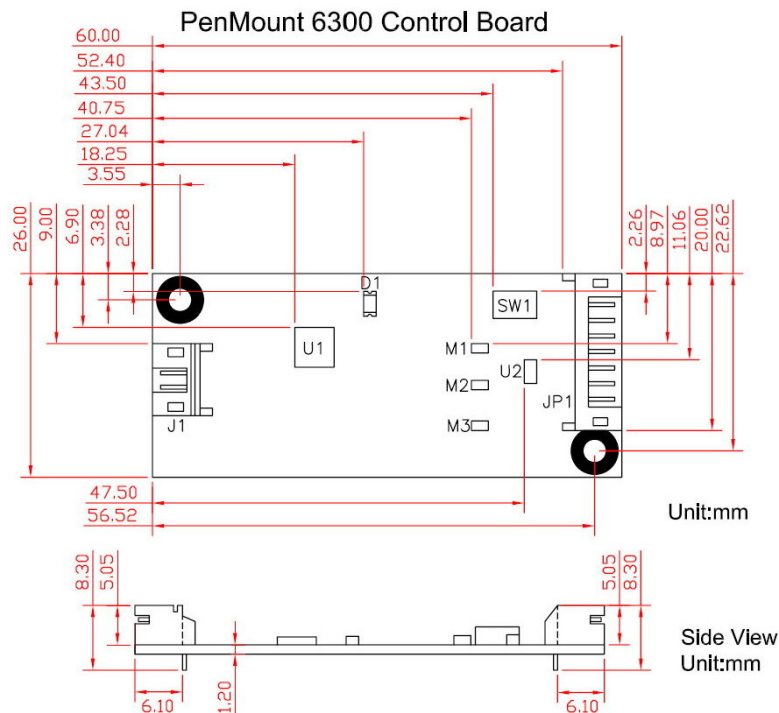 PenMount 6300 Control Board
60.00
52.40
43.50
40.75
27.04
18.25
3.55
26.00
9.00
6.90
3.38
2.28
2.26
8.97
11.06
20.00
22.62
D1
SW1
U1
M1
U2
M2
JP1
J1
M3
47.50
56.52
Unit:mm
8.30
5.05
5.05
8.30
Side View
Unit:mm
6.10
1.20
6.10